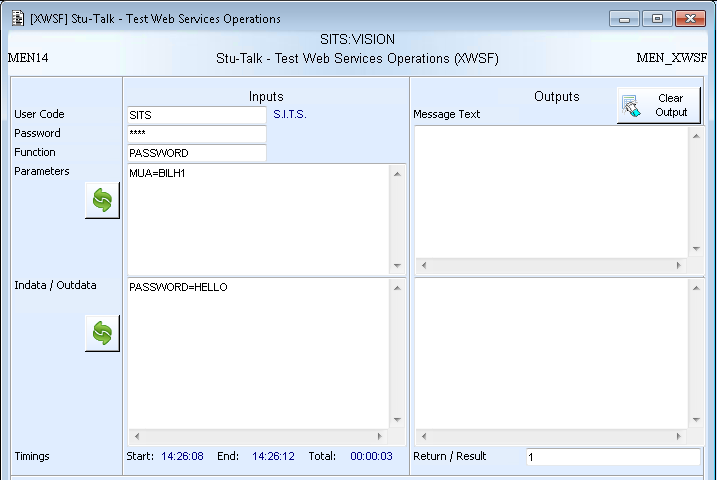 [XWSF] Stu-Talk - Test Web Services Operations
SITS:VISION
MEN14 Stu-Talk - Test Web Services Operations (XWSF) MEN_XWSF
Inputs Outputs Clear Output
User Code SITS S.I.T.S. Message Text
Password ****
Function PASSWORD
Parameters MUA=BILH1
Indata / Outdata PASSWORD=HELLO
Timings Start: 14:26:08 End: 14:26:12 Total: 00:00:03 Return / Result 1